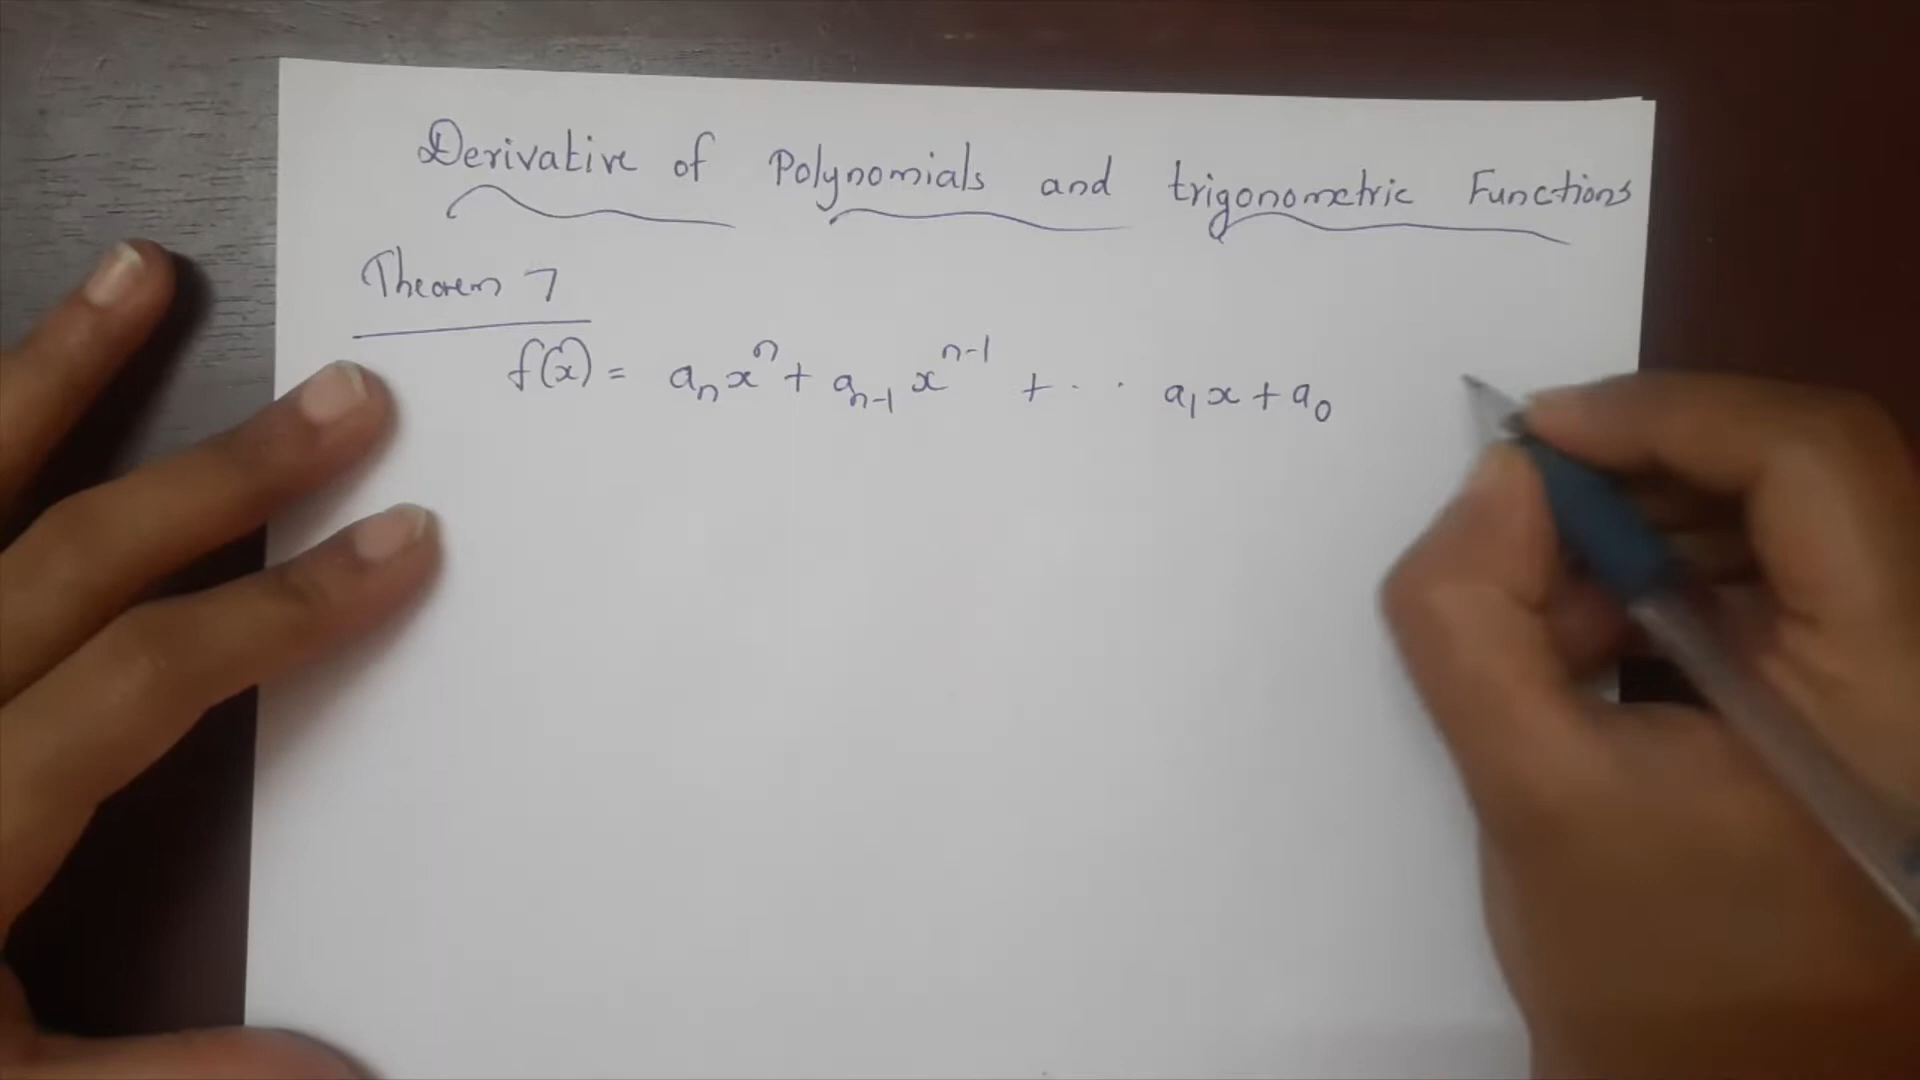 Derivative of Polynomials and trigonometric Functions
Theorem 7
f(x) = aₙxⁿ + aₙ₋₁xⁿ⁻¹ + . . a₁x + a₀